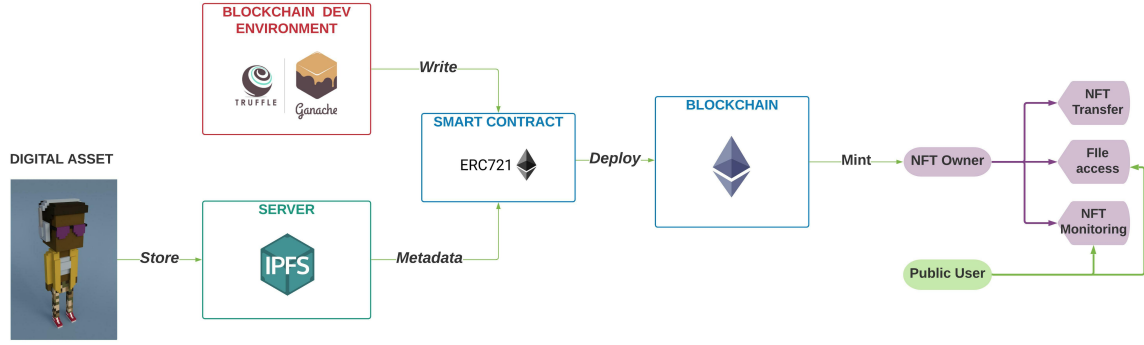 BLOCKCHAIN DEV
ENVIRONMENT
TRUFFLE
Ganache
Write
SMART CONTRACT
ERC721
DIGITAL ASSET
Store
SERVER
IPFS
Metadata
Deploy
BLOCKCHAIN
Mint
NFT Owner
NFT
Transfer
FIle
access
NFT
Monitoring
Public User